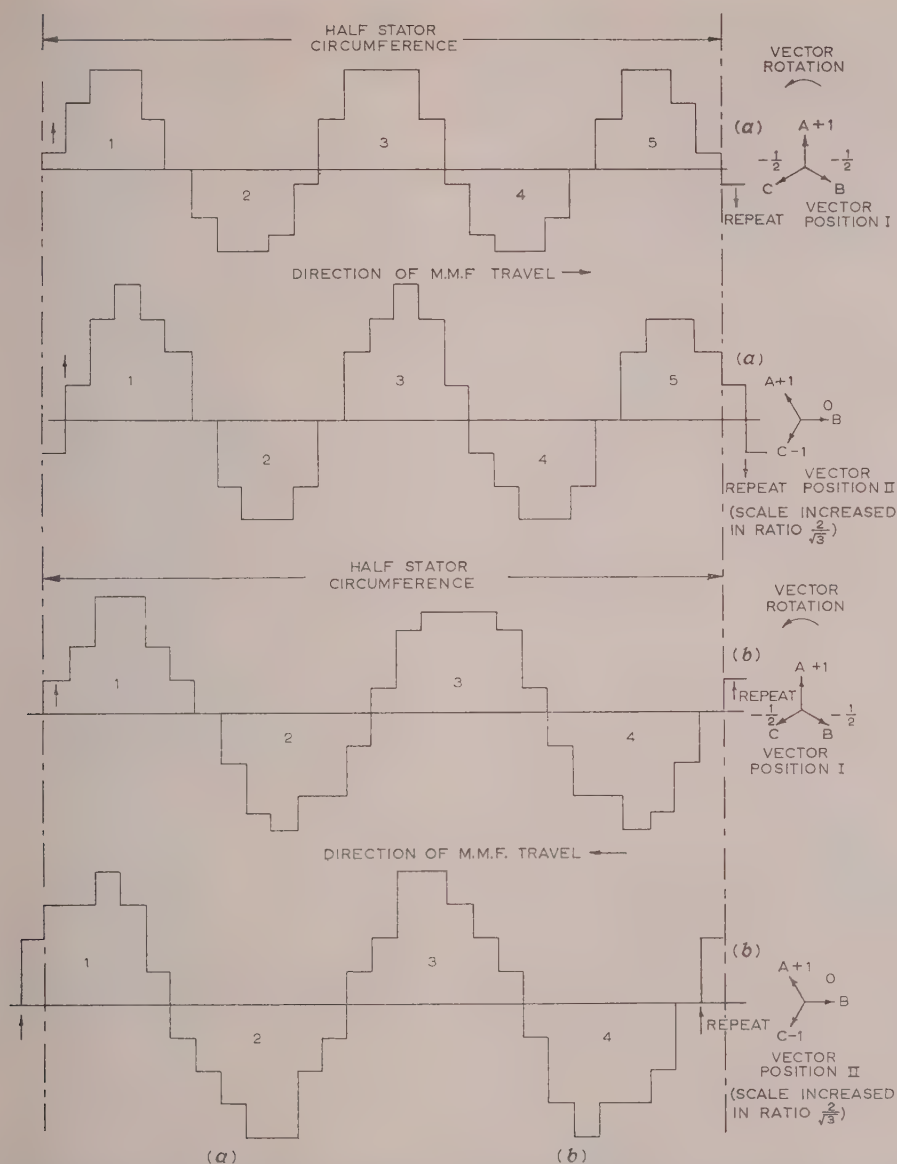 HALF STATOR
CIRCUMFERENCE
VECTOR
ROTATION
(a)
A +1
-1/2
-1/2
C
B
1
3
5
2
4
REPEAT
VECTOR
POSITION I
DIRECTION OF M.M.F TRAVEL →
1
3
5
(a)
A+1
O
B
2
4
C-1
REPEAT
VECTOR
POSITION II
(SCALE INCREASED
IN RATIO 2/√3)
HALF STATOR
CIRCUMFERENCE
VECTOR
ROTATION
(b)
A +1
REPEAT
1
3
-1/2
C
B
-1/2
2
4
VECTOR
POSITION I
DIRECTION OF M.M.F. TRAVEL ←
1
3
(b)
A+1
O
B
2
4
REPEAT
C-1
VECTOR
POSITION II
(SCALE INCREASED
IN RATIO 2/√3)
(a)
(b)